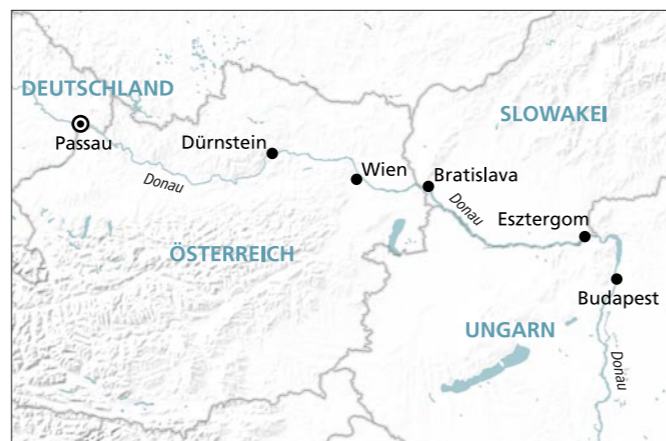 DEUTSCHLAND
Passau
Dürnstein
Donau
Wien
Bratislava
SLOWAKEI
Donau
Esztergom
ÖSTERREICH
Budapest
UNGARN
Donau